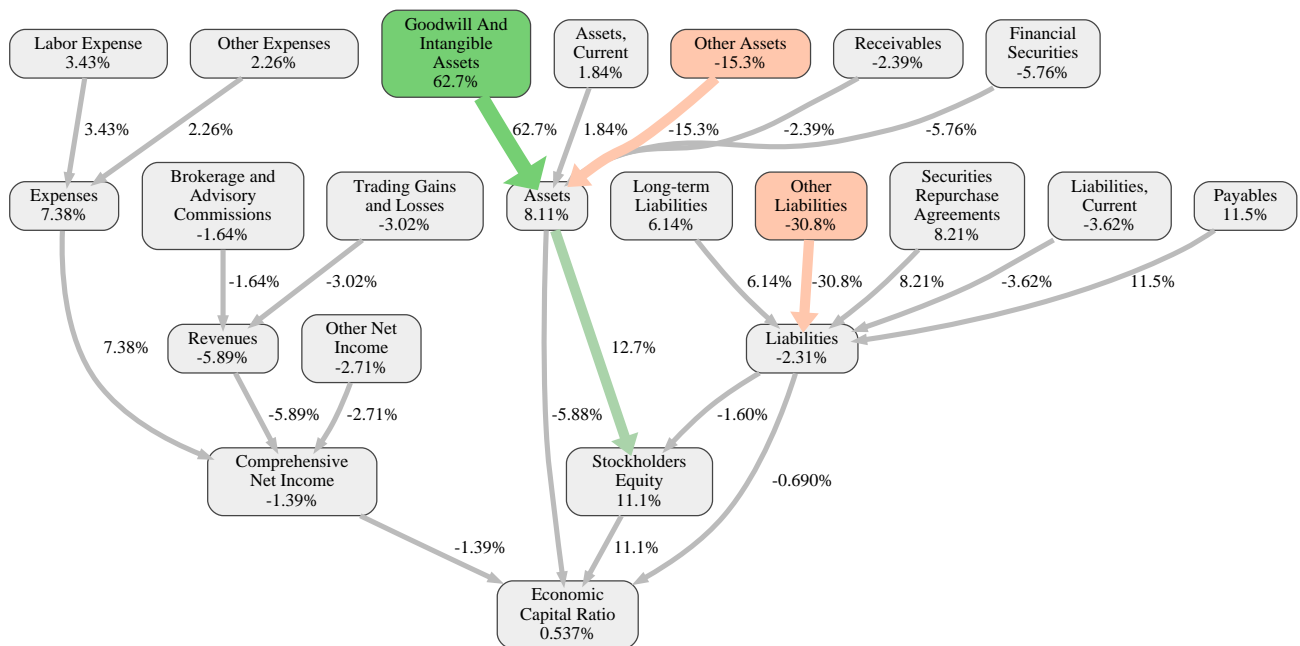 Labor Expense
3.43%
Other Expenses
2.26%
Goodwill And
Intangible
Assets
62.7%
Assets,
Current
1.84%
Other Assets
-15.3%
Receivables
-2.39%
Financial
Securities
-5.76%
3.43%
2.26%
62.7%
1.84%
-15.3%
-2.39%
-5.76%
Expenses
7.38%
Brokerage and
Advisory
Commissions
-1.64%
Trading Gains
and Losses
-3.02%
Assets
8.11%
Long-term
Liabilities
6.14%
Other
Liabilities
-30.8%
Securities
Repurchase
Agreements
8.21%
Liabilities,
Current
-3.62%
Payables
11.5%
-1.64%
-3.02%
6.14%
-30.8%
8.21%
-3.62%
11.5%
7.38%
Revenues
-5.89%
Other Net
Income
-2.71%
12.7%
Liabilities
-2.31%
-5.89%
-2.71%
-5.88%
-1.60%
Comprehensive
Net Income
-1.39%
Stockholders
Equity
11.1%
-0.690%
-1.39%
11.1%
Economic
Capital Ratio
0.537%